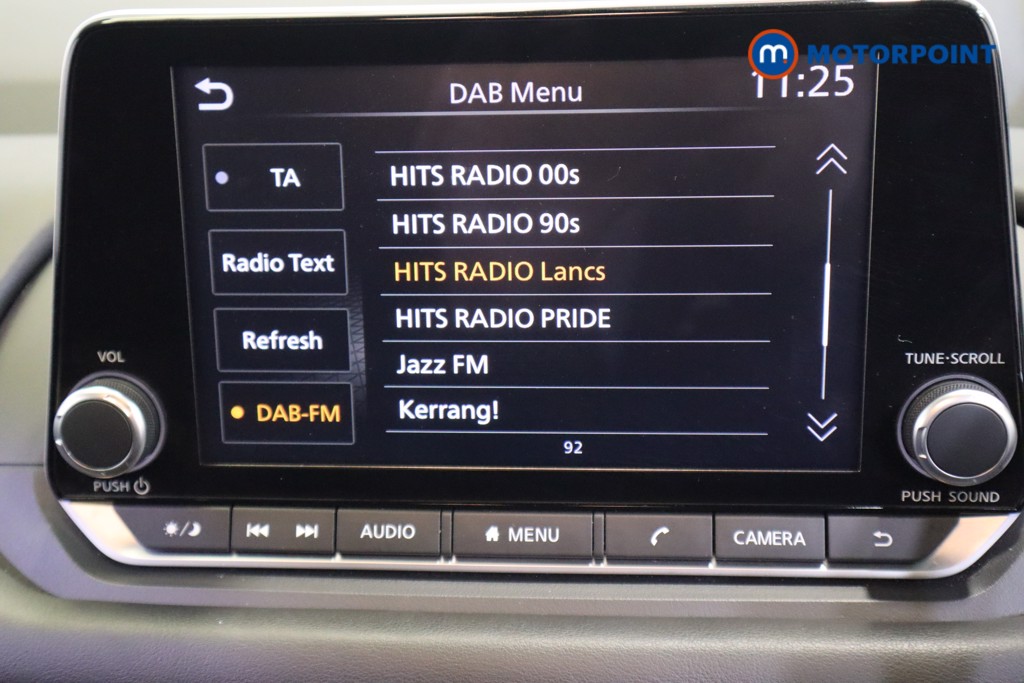 MOTORPOINT
DAB Menu
11:25
TA
Radio Text
Refresh
DAB-FM
HITS RADIO 00s
HITS RADIO 90s
HITS RADIO Lancs
HITS RADIO PRIDE
Jazz FM
Kerrang!
92
VOL
PUSH
TUNE·SCROLL
PUSH SOUND
AUDIO
MENU
CAMERA